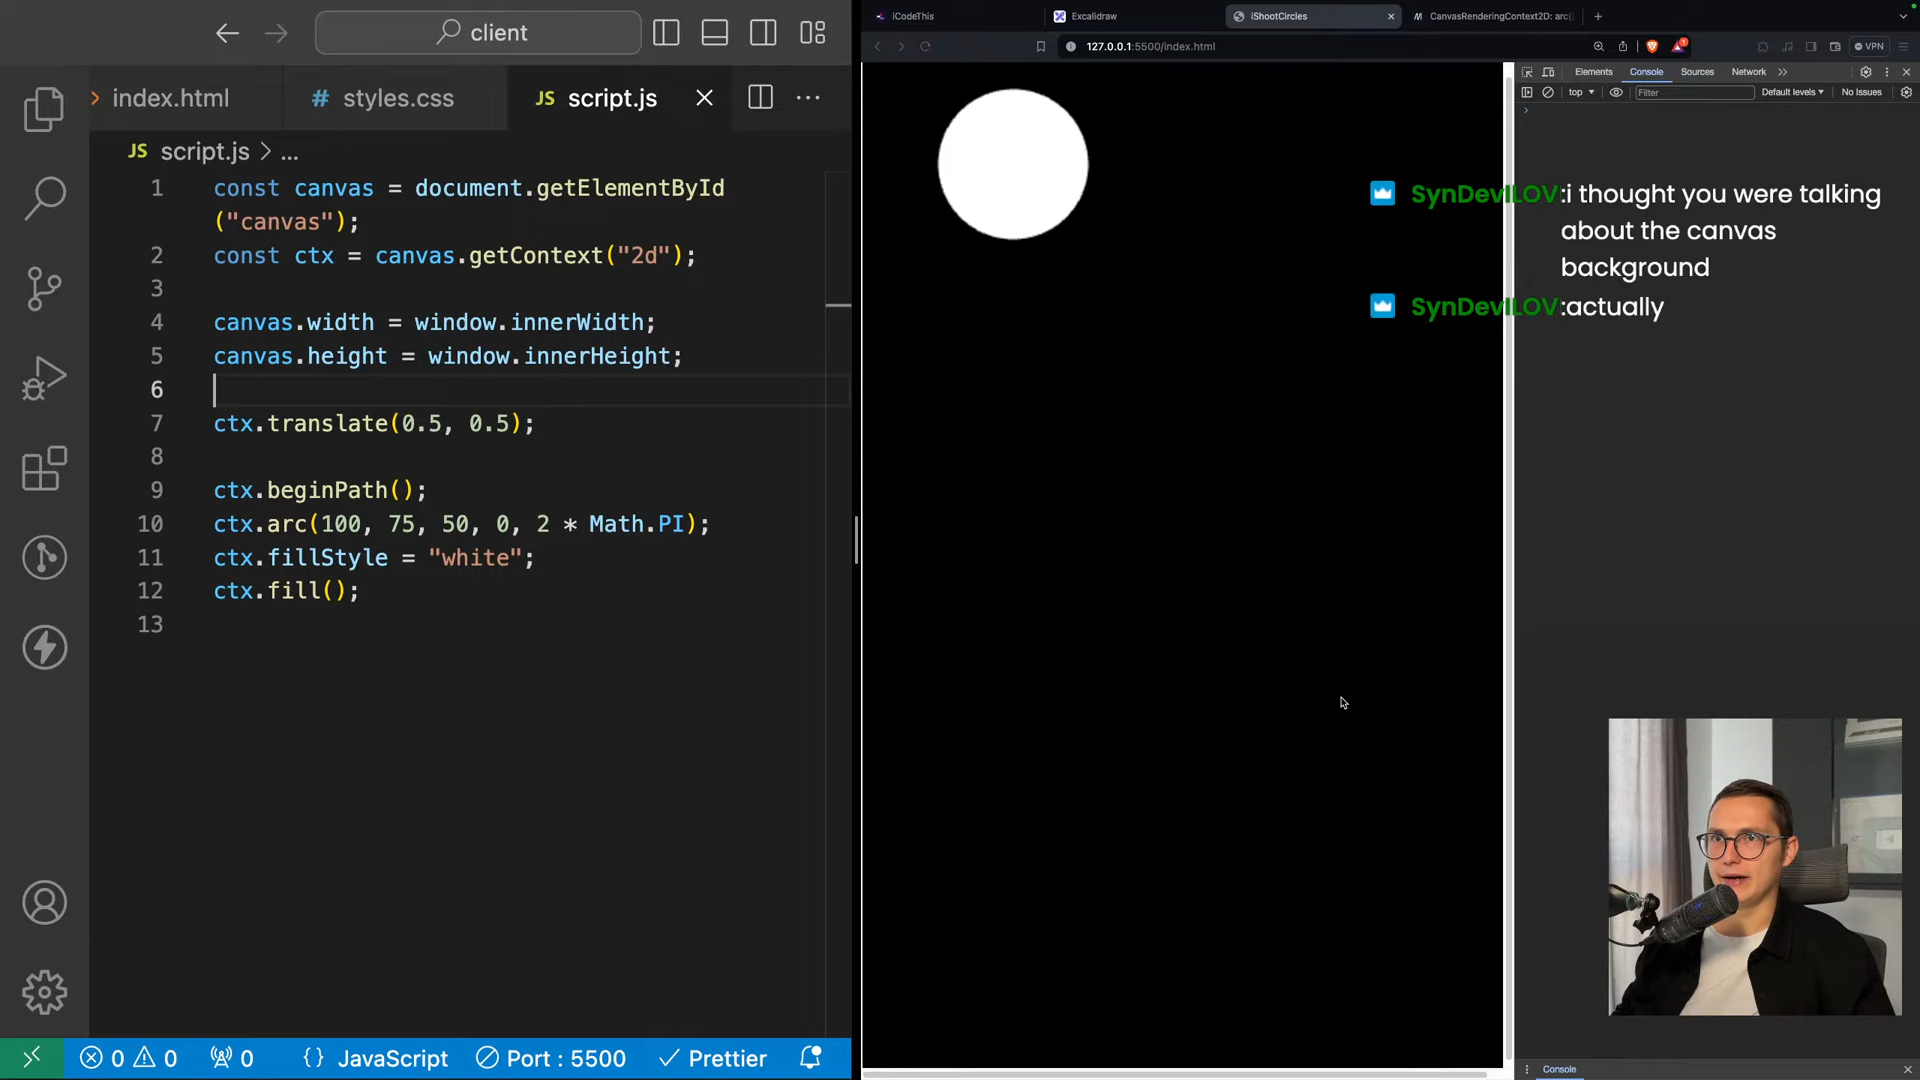 client
index.html
# styles.css
JS script.js
JS script.js > ...
1 const canvas = document.getElementById
("canvas");
2 const ctx = canvas.getContext("2d");
3
4 canvas.width = window.innerWidth;
5 canvas.height = window.innerHeight;
6
7 ctx.translate(0.5, 0.5);
8
9 ctx.beginPath();
10 ctx.arc(100, 75, 50, 0, 2 * Math.PI);
11 ctx.fillStyle = "white";
12 ctx.fill();
13
0 0 0 {} JavaScript Port : 5500 Prettier
iCodeThis
Excalidraw
iShootCircles
CanvasRenderingContext2D: arc()
127.0.0.1:5500/index.html
VPN
Elements Console Sources Network
top Filter Default levels No Issues
SynDevILOV:i thought you were talking
about the canvas
background
SynDevILOV:actually
Console